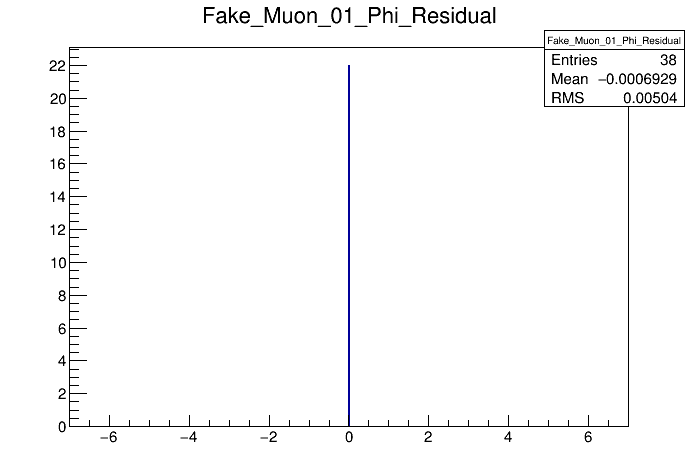 Fake_Muon_01_Phi_Residual
Fake_Muon_01_Phi_Residual
Entries 38
Mean −0.0006929
RMS 0.00504
22
20
18
16
14
12
10
8
6
4
2
0
−6 −4 −2 0 2 4 6